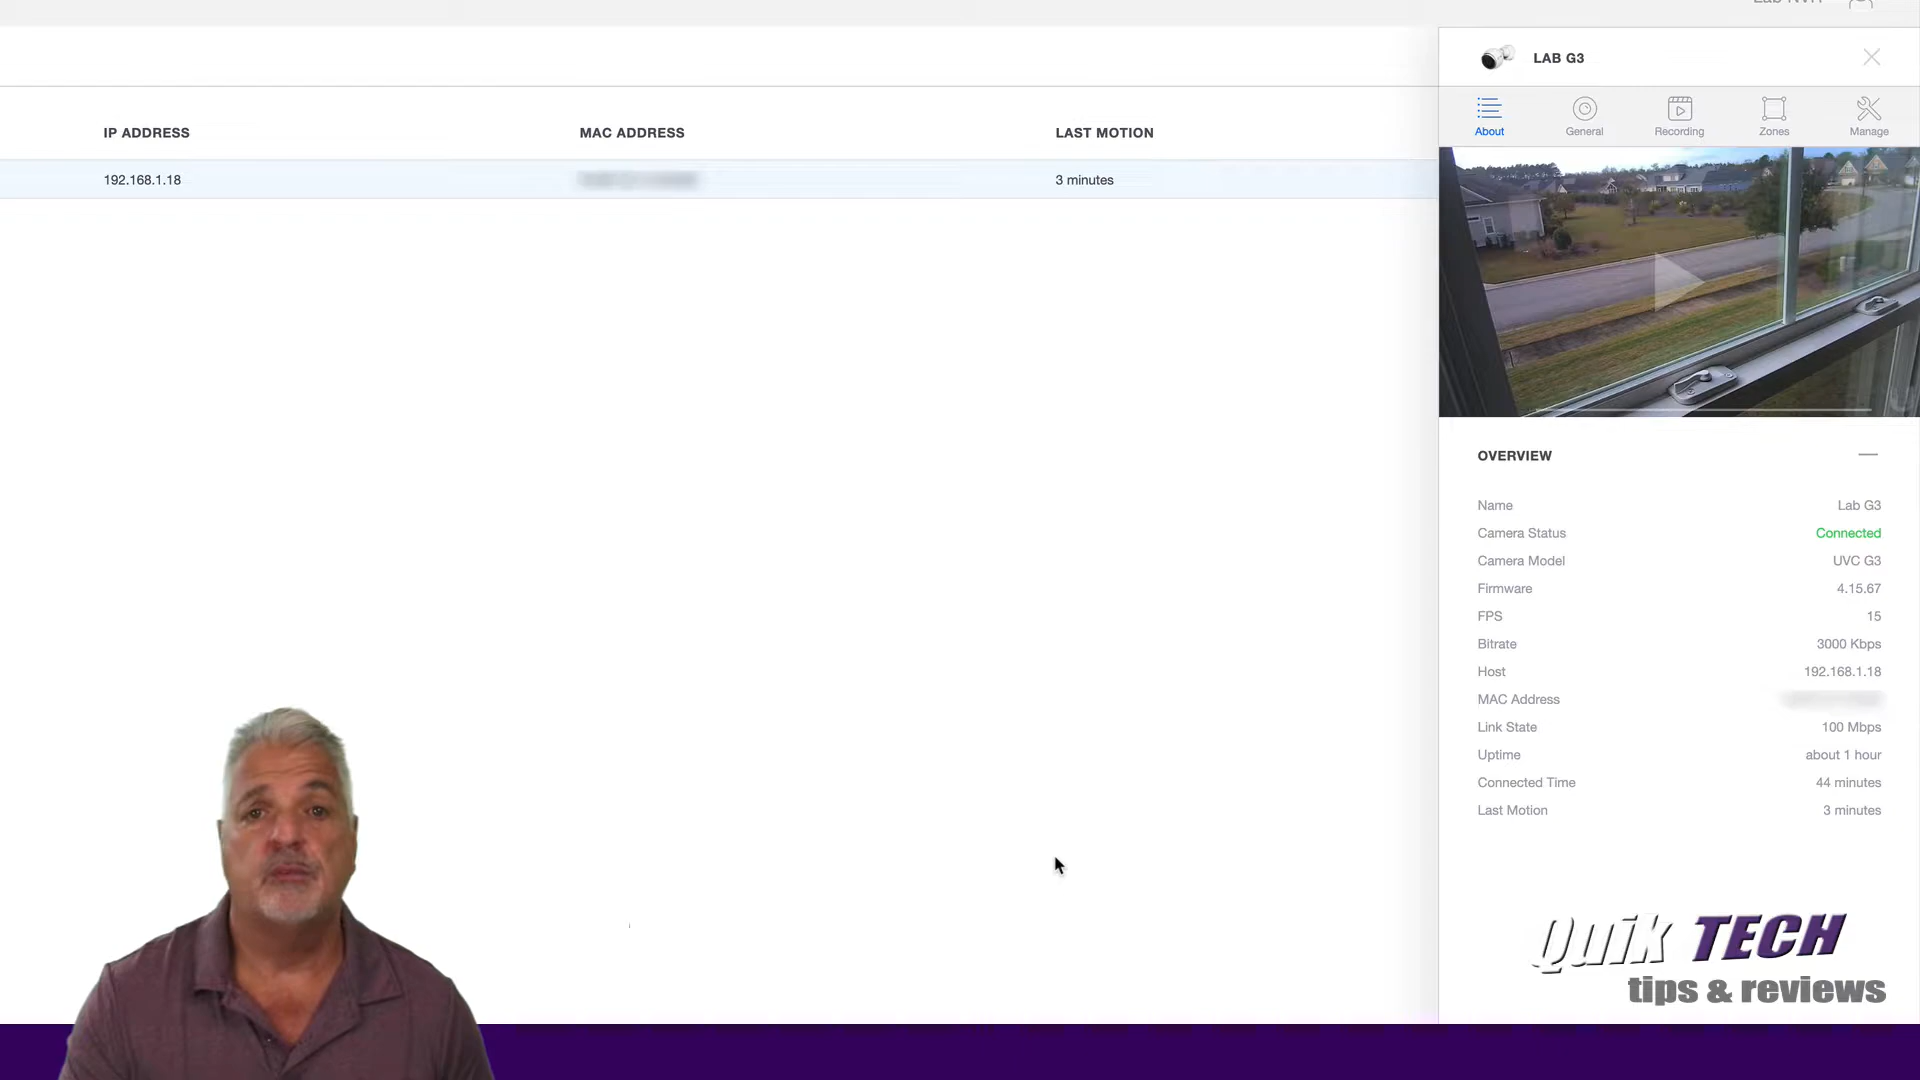 LAB G3
About
General
Recording
Zones
Manage
IP ADDRESS
MAC ADDRESS
LAST MOTION
192.168.1.18
3 minutes
OVERVIEW
Name
Lab G3
Camera Status
Connected
Camera Model
UVC G3
Firmware
4.15.67
FPS
15
Bitrate
3000 Kbps
Host
192.168.1.18
MAC Address
Link State
100 Mbps
Uptime
about 1 hour
Connected Time
44 minutes
Last Motion
3 minutes
Quik TECH
tips & reviews